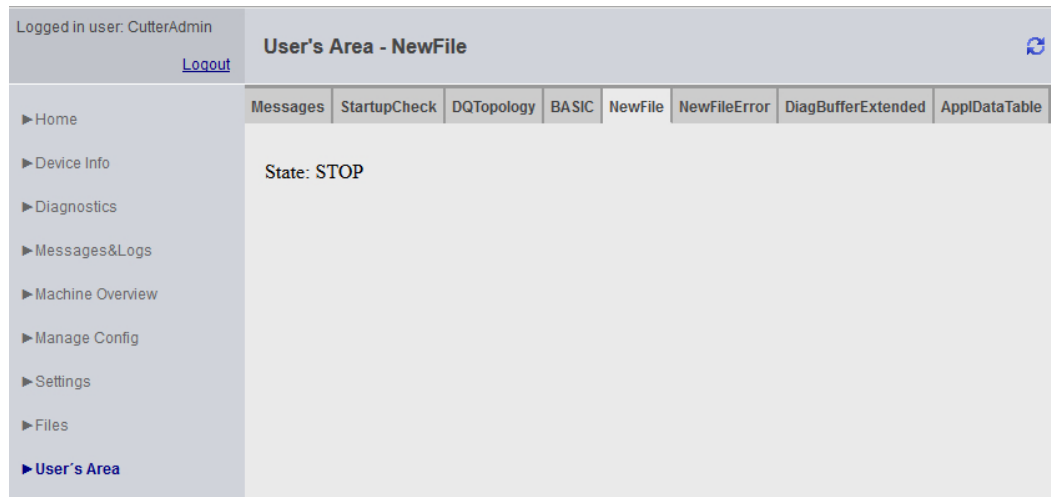 Logged in user: CutterAdmin
Logout
User's Area - NewFile
Messages StartupCheck DQTopology BASIC NewFile NewFileError DiagBufferExtended ApplDataTable
►Home
►Device Info
►Diagnostics
►Messages&Logs
►Machine Overview
►Manage Config
►Settings
►Files
►User´s Area
State: STOP